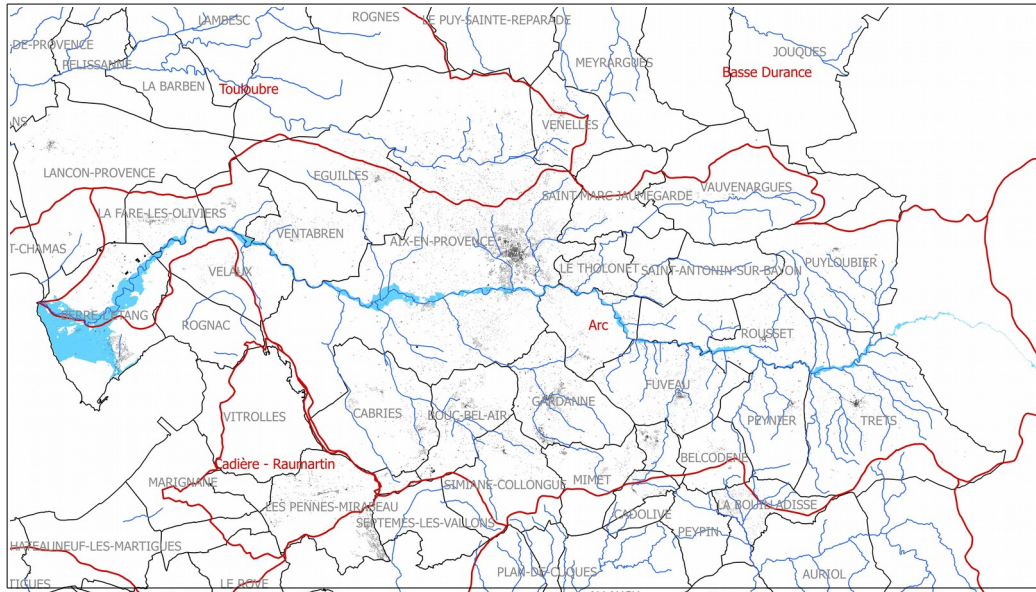 LAMBESC
ROGNES
LE PUY-SAINTE-REPARADE
-DE-PROVENCE
PELISSANNE
LA BARBEN
MEYRARGUES
JOUQUES
Touloubre
Basse Durance
NS
VENELLES
LANCON-PROVENCE
EGUILLES
SAINT MARC JAUMEGARDE
VAUVENARGUES
LA FARE-LES-OLIVIERS
VENTABREN
AIX-EN-PROVENCE
T-CHAMAS
VELAUX
LE THOLONET
SAINT-ANTONIN-SUR-BAYON
PUYLOUBIER
BERRE-L'ETANG
ROGNAC
Arc
ROUSSET
FUVEAU
VITROLLES
CABRIES
BOUC-BEL-AIR
GARDANNE
PEYNIER
TRETS
Cadière - Raumartin
BELCODENE
MARIGNANE
SIMIANE-COLLONGUE
MIMET
LES PENNES-MIRABEAU
SEPTEMES-LES-VALLONS
CADOLIVE
LA BOUILLADISSE
PEYPIN
HATEAUNEUF-LES-MARTIGUES
PLAN-DE-CUQUES
AURIOL
TIGUES
LE ROVE